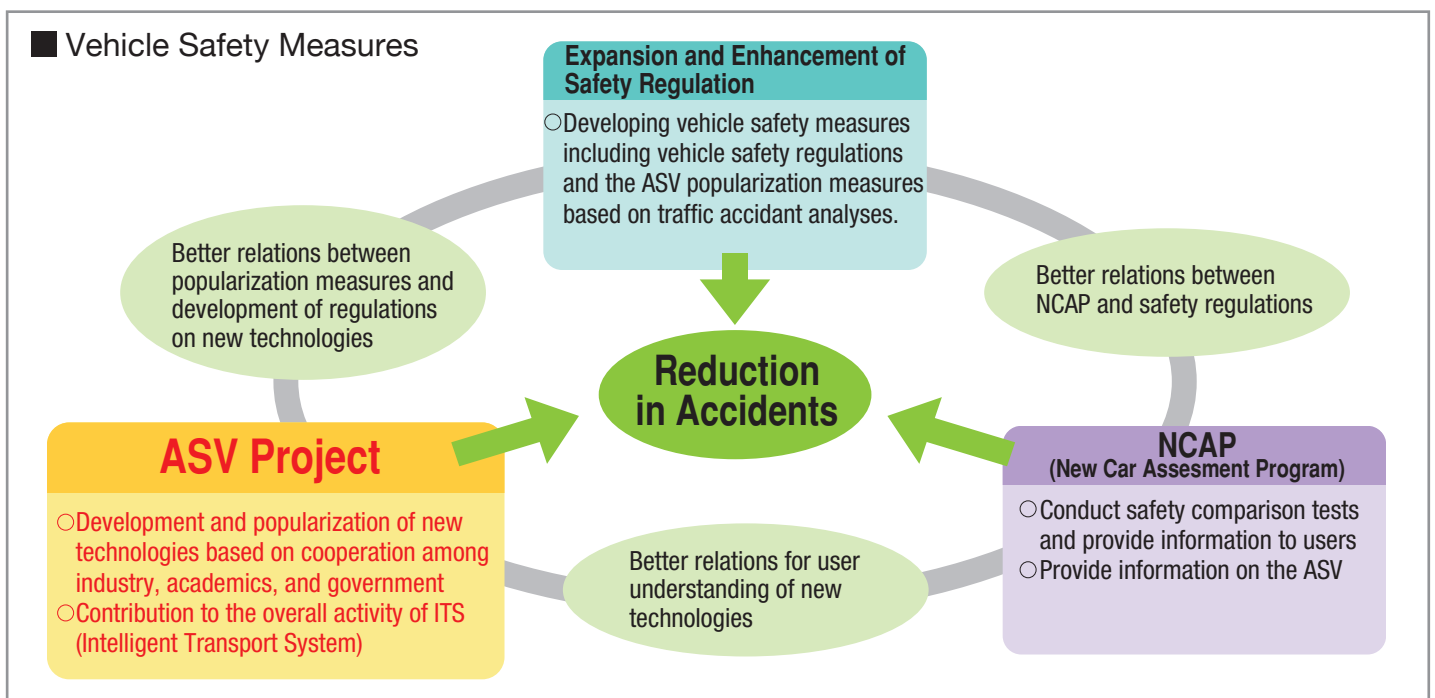 ■ Vehicle Safety Measures
Expansion and Enhancement of
Safety Regulation
○Developing vehicle safety measures
including vehicle safety regulations
and the ASV popularization measures
based on traffic accidant analyses.
Better relations between
popularization measures and
development of regulations
on new technologies
Better relations between
NCAP and safety regulations
Reduction
in Accidents
ASV Project
○Development and popularization of new
technologies based on cooperation among
industry, academics, and government
○Contribution to the overall activity of ITS
(Intelligent Transport System)
Better relations for user
understanding of new
technologies
NCAP
(New Car Assesment Program)
○Conduct safety comparison tests
and provide information to users
○Provide information on the ASV